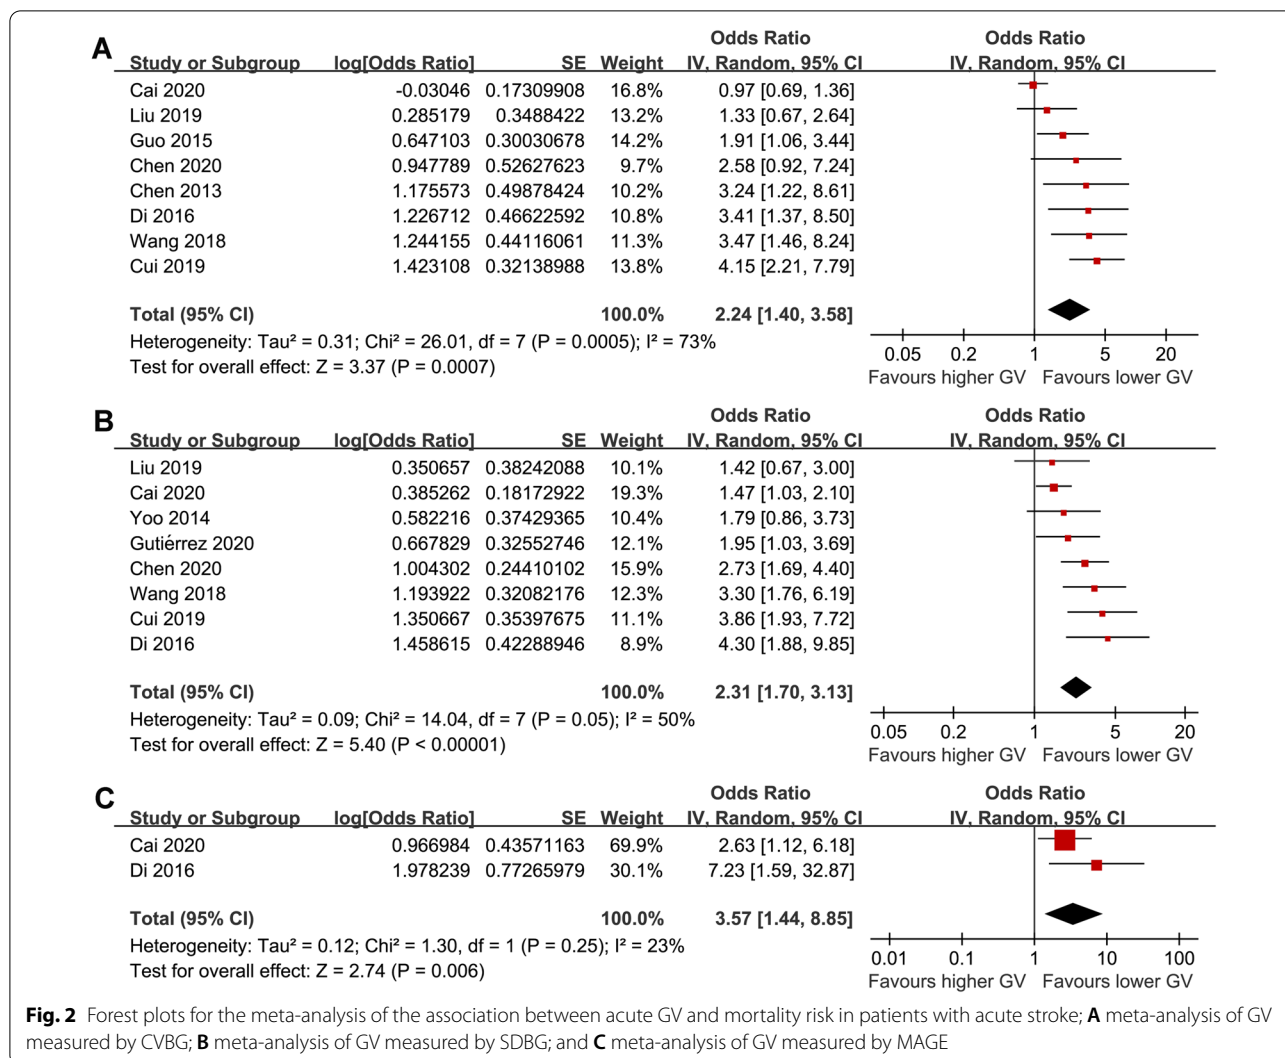 A
Odds Ratio Odds Ratio
Study or Subgroup log[Odds Ratio] SE Weight IV, Random, 95% CI IV, Random, 95% CI
Cai 2020 -0.03046 0.17309908 16.8% 0.97 [0.69, 1.36]
Liu 2019 0.285179 0.3488422 13.2% 1.33 [0.67, 2.64]
Guo 2015 0.647103 0.30030678 14.2% 1.91 [1.06, 3.44]
Chen 2020 0.947789 0.52627623 9.7% 2.58 [0.92, 7.24]
Chen 2013 1.175573 0.49878424 10.2% 3.24 [1.22, 8.61]
Di 2016 1.226712 0.46622592 10.8% 3.41 [1.37, 8.50]
Wang 2018 1.244155 0.44116061 11.3% 3.47 [1.46, 8.24]
Cui 2019 1.423108 0.32138988 13.8% 4.15 [2.21, 7.79]
Total (95% CI) 100.0% 2.24 [1.40, 3.58]
Heterogeneity: Tau² = 0.31; Chi² = 26.01, df = 7 (P = 0.0005); I² = 73%
Test for overall effect: Z = 3.37 (P = 0.0007)
0.05 0.2 1 5 20
Favours higher GV Favours lower GV
B
Odds Ratio Odds Ratio
Study or Subgroup log[Odds Ratio] SE Weight IV, Random, 95% CI IV, Random, 95% CI
Liu 2019 0.350657 0.38242088 10.1% 1.42 [0.67, 3.00]
Cai 2020 0.385262 0.18172922 19.3% 1.47 [1.03, 2.10]
Yoo 2014 0.582216 0.37429365 10.4% 1.79 [0.86, 3.73]
Gutiérrez 2020 0.667829 0.32552746 12.1% 1.95 [1.03, 3.69]
Chen 2020 1.004302 0.24410102 15.9% 2.73 [1.69, 4.40]
Wang 2018 1.193922 0.32082176 12.3% 3.30 [1.76, 6.19]
Cui 2019 1.350667 0.35397675 11.1% 3.86 [1.93, 7.72]
Di 2016 1.458615 0.42288946 8.9% 4.30 [1.88, 9.85]
Total (95% CI) 100.0% 2.31 [1.70, 3.13]
Heterogeneity: Tau² = 0.09; Chi² = 14.04, df = 7 (P = 0.05); I² = 50%
Test for overall effect: Z = 5.40 (P < 0.00001)
0.05 0.2 1 5 20
Favours higher GV Favours lower GV
C
Odds Ratio Odds Ratio
Study or Subgroup log[Odds Ratio] SE Weight IV, Random, 95% CI IV, Random, 95% CI
Cai 2020 0.966984 0.43571163 69.9% 2.63 [1.12, 6.18]
Di 2016 1.978239 0.77265979 30.1% 7.23 [1.59, 32.87]
Total (95% CI) 100.0% 3.57 [1.44, 8.85]
Heterogeneity: Tau² = 0.12; Chi² = 1.30, df = 1 (P = 0.25); I² = 23%
Test for overall effect: Z = 2.74 (P = 0.006)
0.01 0.1 1 10 100
Favours higher GV Favours lower GV
Fig. 2 Forest plots for the meta-analysis of the association between acute GV and mortality risk in patients with acute stroke; A meta-analysis of GV
measured by CVBG; B meta-analysis of GV measured by SDBG; and C meta-analysis of GV measured by MAGE